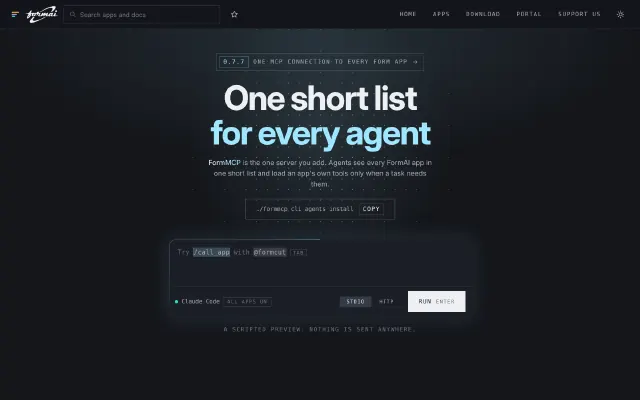 formai
Search apps and docs
HOME APPS DOWNLOAD PORTAL SUPPORT US
0.7.7 ONE MCP CONNECTION TO EVERY FORM APP →
One short list
for every agent
FormMCP is the one server you add. Agents see every FormAI app in
one short list and load an app's own tools only when a task needs
them.
./formmcp cli agents install COPY
Try /call_app with @formcut TAB
Claude Code ALL APPS ON STDIO HTTP RUN ENTER
A SCRIPTED PREVIEW. NOTHING IS SENT ANYWHERE.